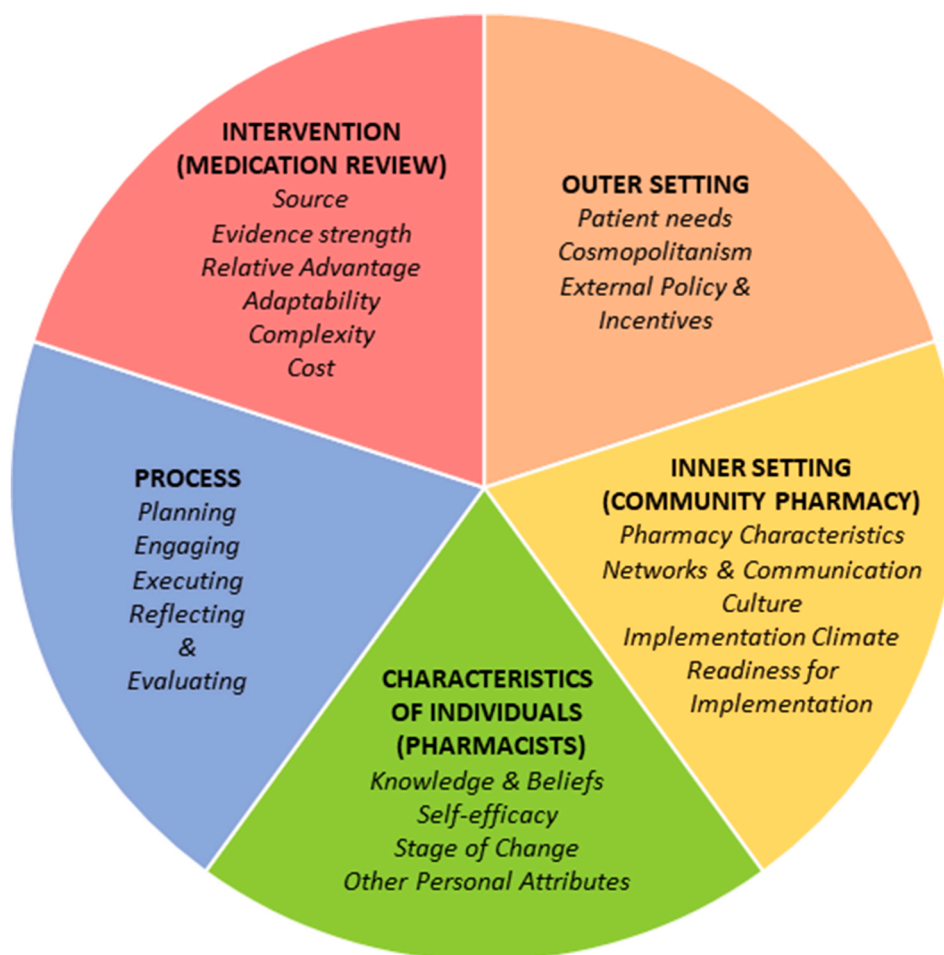 INTERVENTION
(MEDICATION REVIEW)
Source
Evidence strength
Relative Advantage
Adaptability
Complexity
Cost
OUTER SETTING
Patient needs
Cosmopolitanism
External Policy &
Incentives
INNER SETTING
(COMMUNITY PHARMACY)
Pharmacy Characteristics
Networks & Communication
Culture
Implementation Climate
Readiness for
Implementation
CHARACTERISTICS
OF INDIVIDUALS
(PHARMACISTS)
Knowledge & Beliefs
Self-efficacy
Stage of Change
Other Personal Attributes
PROCESS
Planning
Engaging
Executing
Reflecting
&
Evaluating